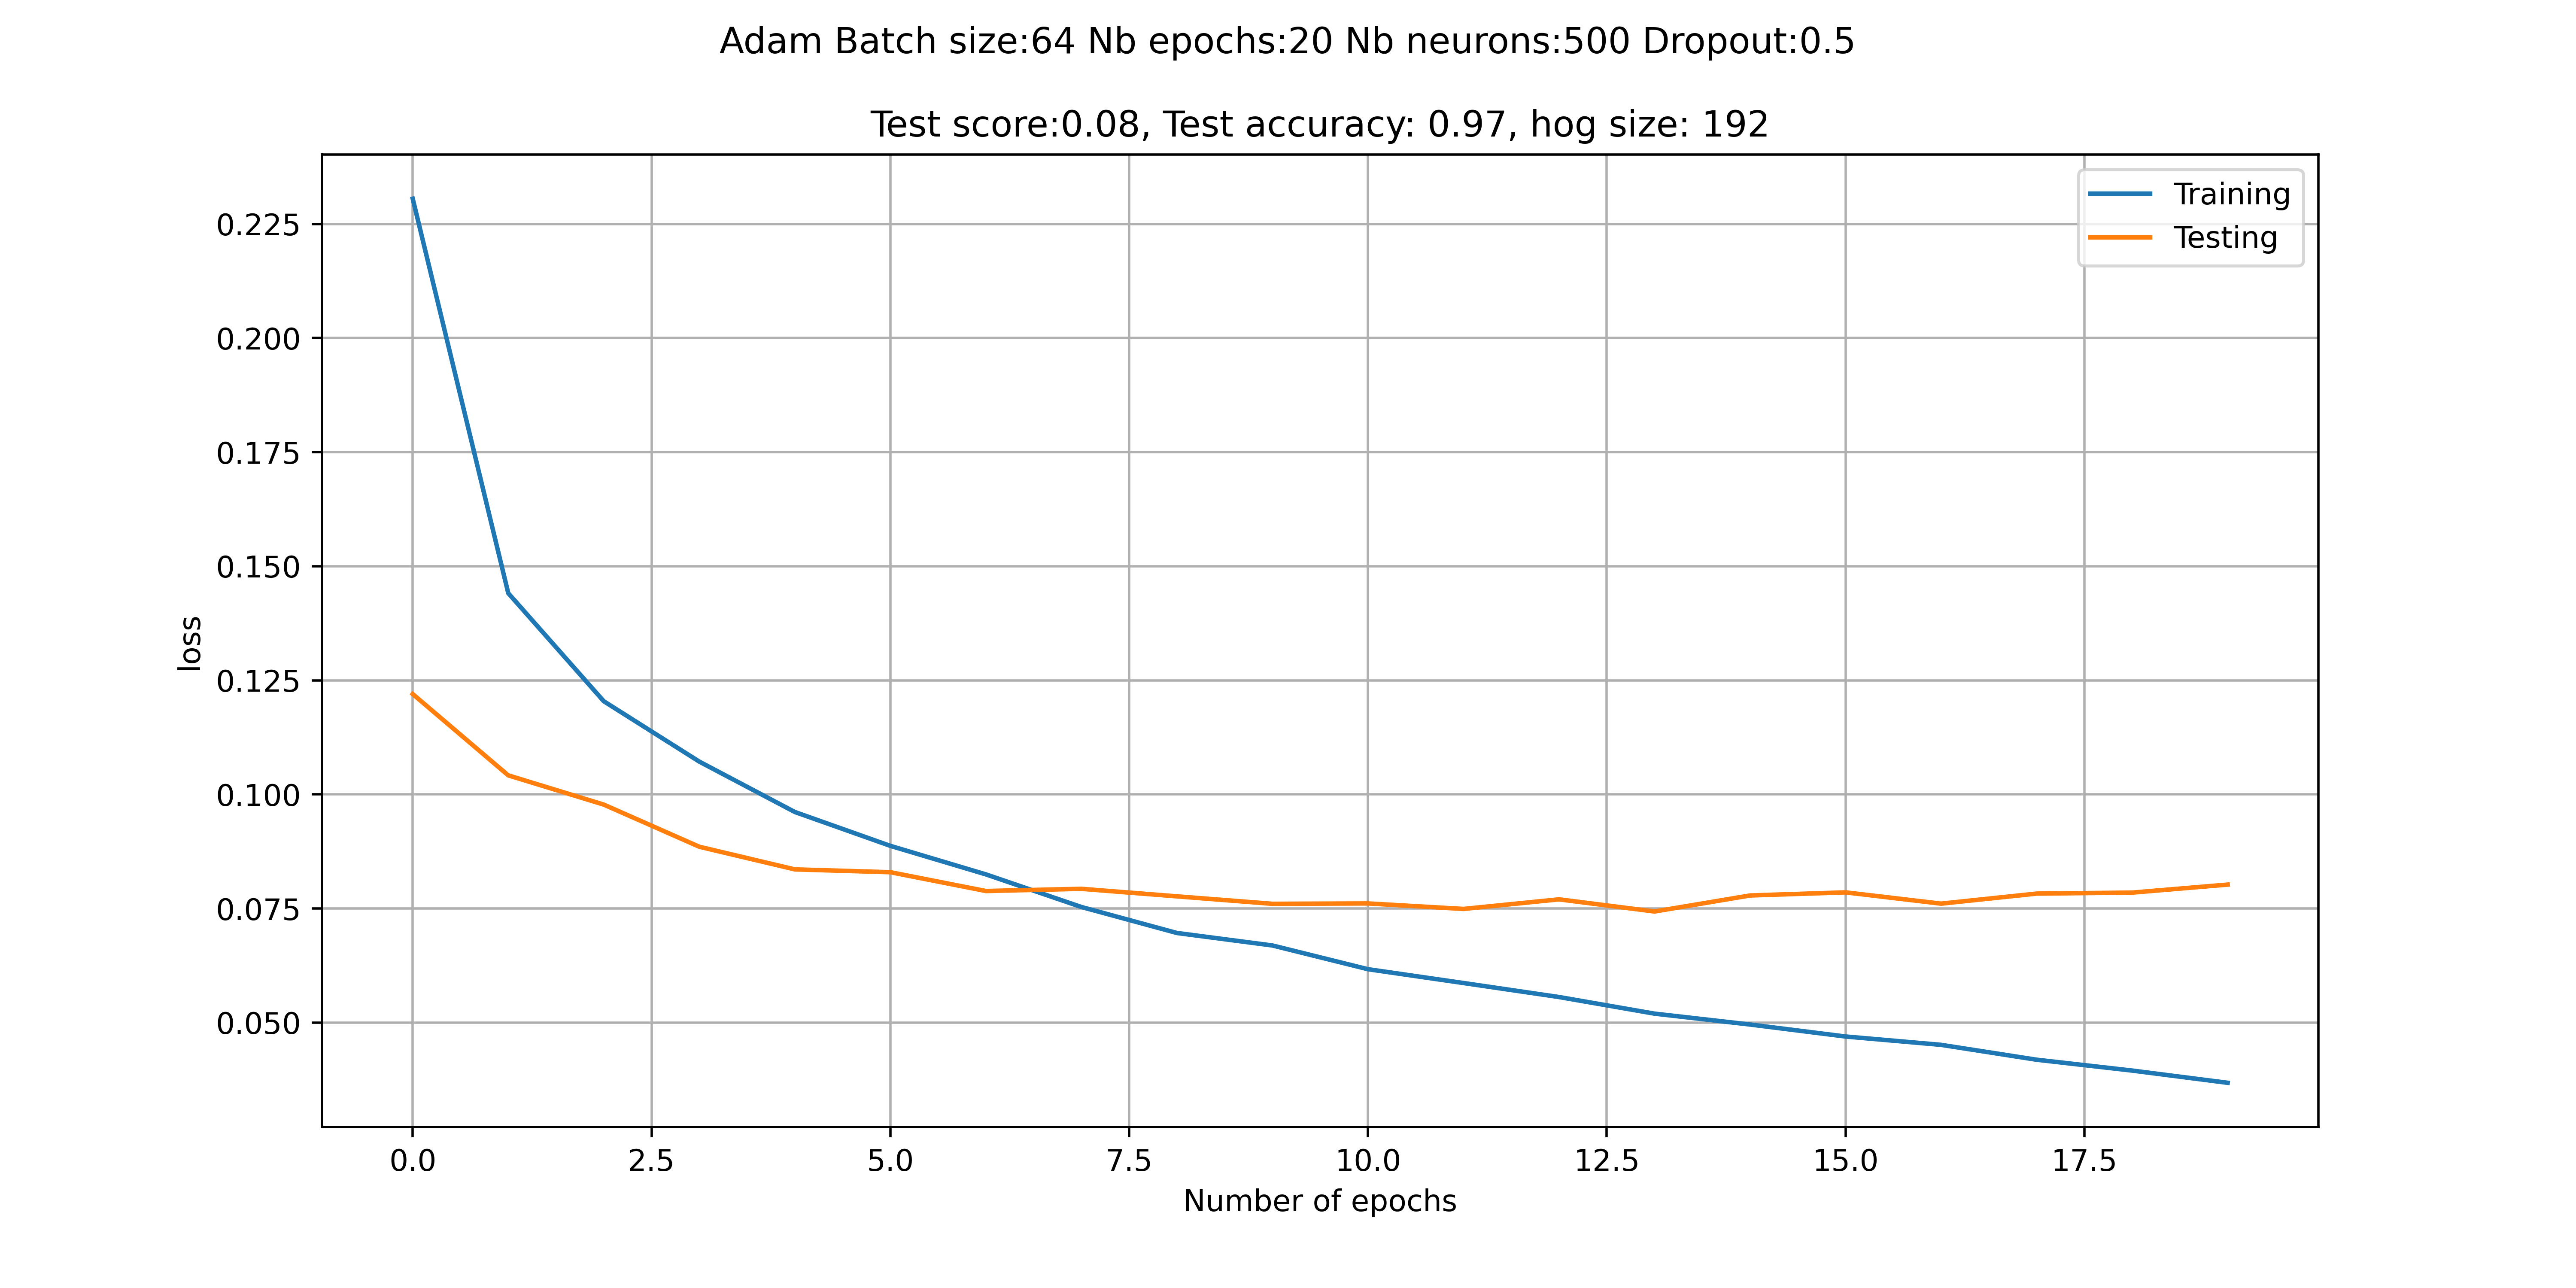 Adam Batch size:64 Nb epochs:20 Nb neurons:500 Dropout:0.5
Test score:0.08, Test accuracy: 0.97, hog size: 192
Training
Testing
0.225
0.200
0.175
0.150
0.125
0.100
0.075
0.050
loss
0.0 2.5 5.0 7.5 10.0 12.5 15.0 17.5
Number of epochs